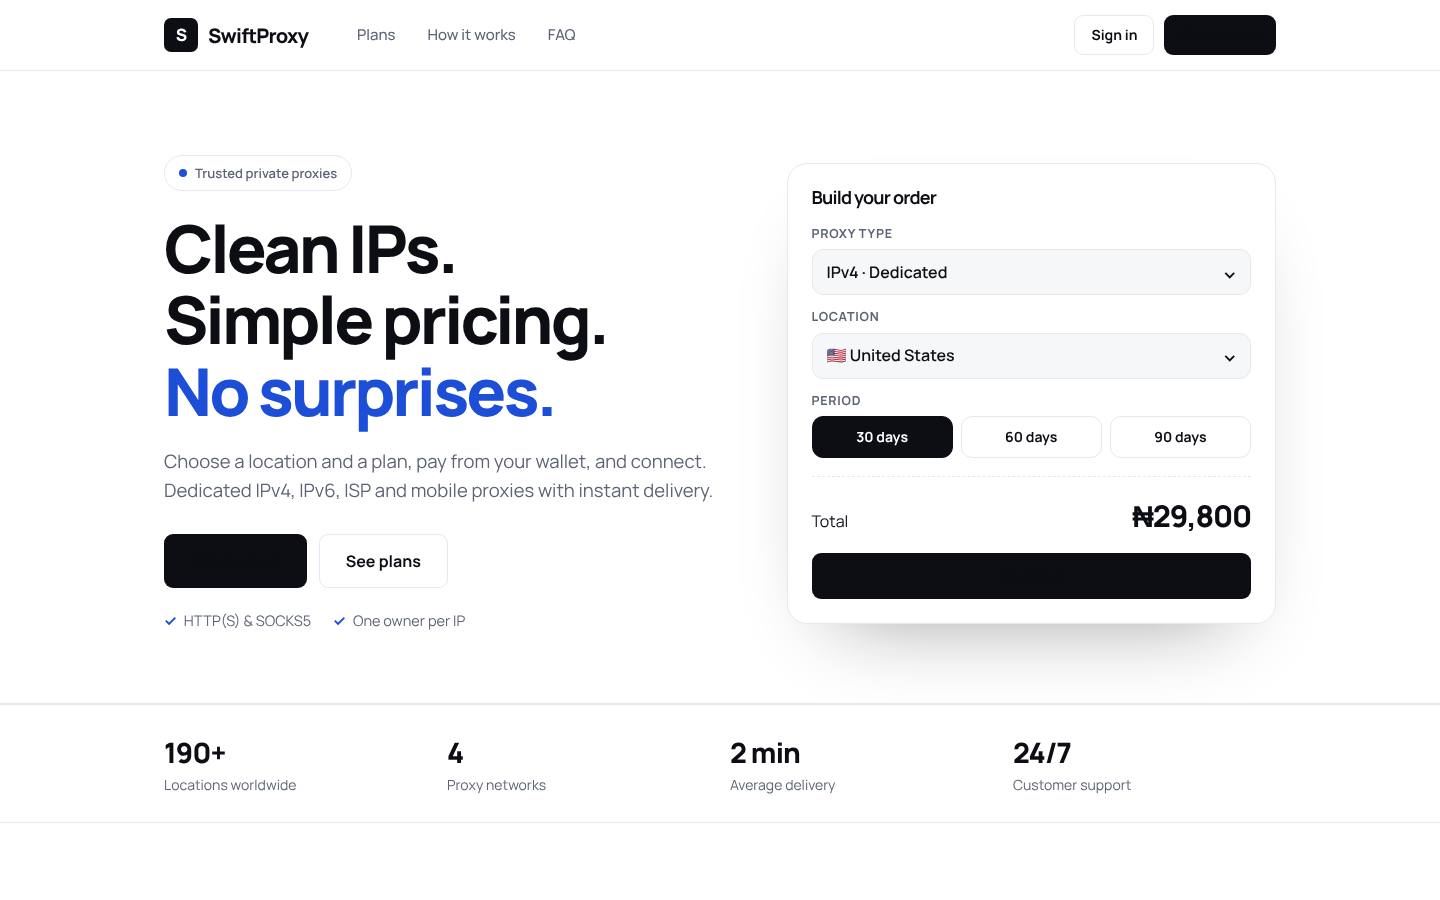 S SwiftProxy Plans How it works FAQ Sign in
Trusted private proxies
Clean IPs.
Simple pricing.
No surprises.
Choose a location and a plan, pay from your wallet, and connect.
Dedicated IPv4, IPv6, ISP and mobile proxies with instant delivery.
See plans
HTTP(S) & SOCKS5 One owner per IP
Build your order
PROXY TYPE
IPv4 · Dedicated
LOCATION
🇺🇸 United States
PERIOD
30 days 60 days 90 days
Total ₦29,800
190+ 4 2 min 24/7
Locations worldwide Proxy networks Average delivery Customer support